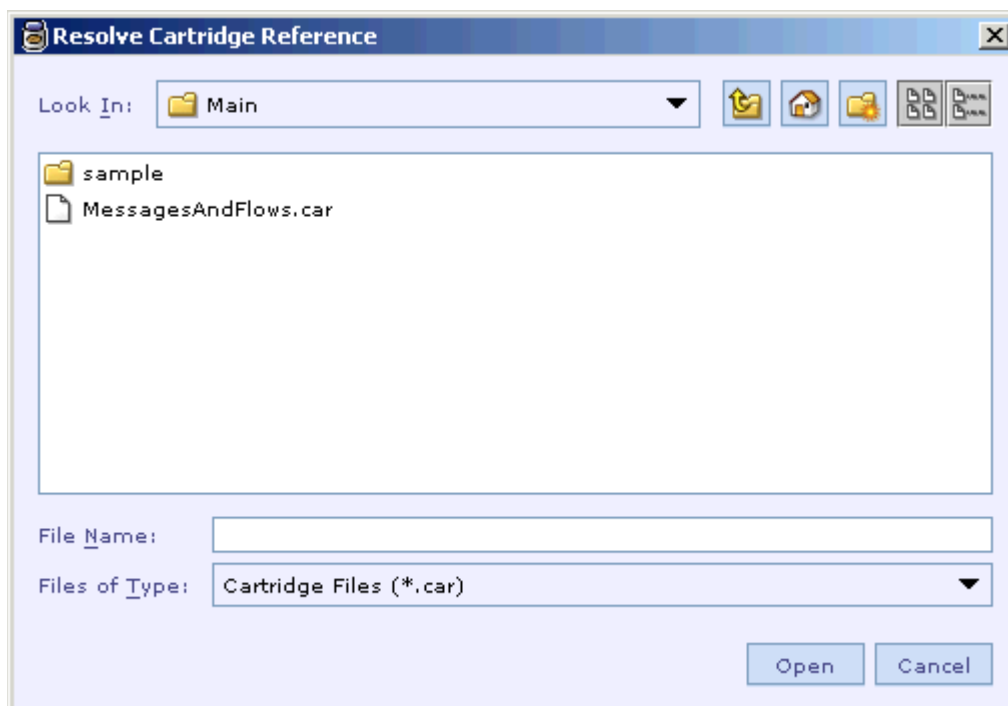 Resolve Cartridge Reference
Look In: Main
sample
MessagesAndFlows.car
File Name:
Files of Type: Cartridge Files (*.car)
Open Cancel